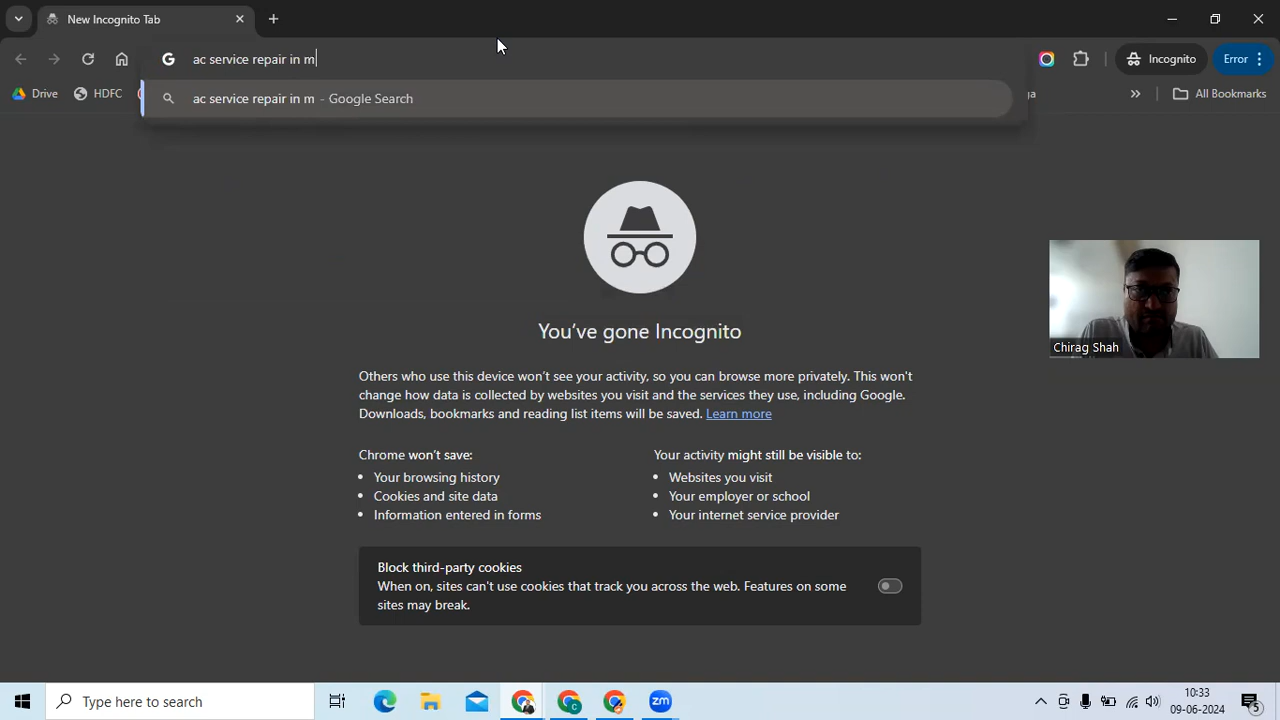 New Incognito Tab
ac service repair in m
Incognito
Error
Drive
HDFC
ac service repair in m - Google Search
ga
All Bookmarks
You've gone Incognito
Others who use this device won't see your activity, so you can browse more privately. This won't
change how data is collected by websites you visit and the services they use, including Google.
Downloads, bookmarks and reading list items will be saved. Learn more
Chrome won't save:
Your browsing history
Cookies and site data
Information entered in forms
Your activity might still be visible to:
Websites you visit
Your employer or school
Your internet service provider
Block third-party cookies
When on, sites can't use cookies that track you across the web. Features on some
sites may break.
Chirag Shah
Type here to search
10:33
09-06-2024
5